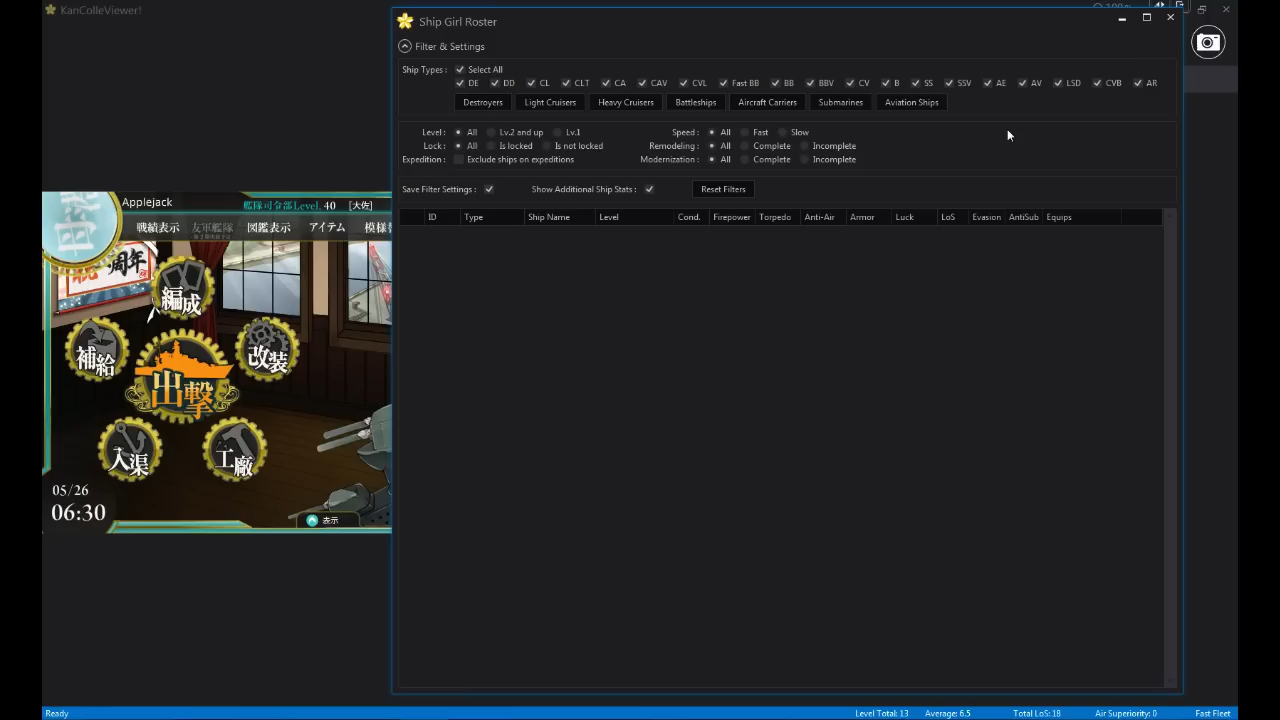 KanColleViewer!
Ship Girl Roster
Filter & Settings
Ship Types : Select All
DE DD CL CLT CA CAV CVL Fast BB BB BBV CV B SS SSV AE AV LSD CVB AR
Destroyers Light Cruisers Heavy Cruisers Battleships Aircraft Carriers Submarines Aviation Ships
Level : All Lv.2 and up Lv.1 Speed : All Fast Slow
Lock : All Is locked Is not locked Remodeling : All Complete Incomplete
Expedition : Exclude ships on expeditions Modernization : All Complete Incomplete
Save Filter Settings : Show Additional Ship Stats : Reset Filters
ID Type Ship Name Level Cond. Firepower Torpedo Anti-Air Armor Luck LoS Evasion AntiSub Equips
Applejack 艦隊司令部Level. 40 [大佐]
戦績表示 友軍艦隊 図鑑表示 アイテム 模様
祝 周年
編成
補給
改装
出撃
入渠
工廠
05/26
06:30
表示
Ready Level Total: 13 Average: 6.5 Total LoS: 18 Air Superiority: 0 Fast Fleet